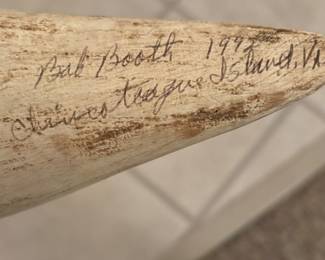 Bob Booth 1992
Chincoteague Island, Va